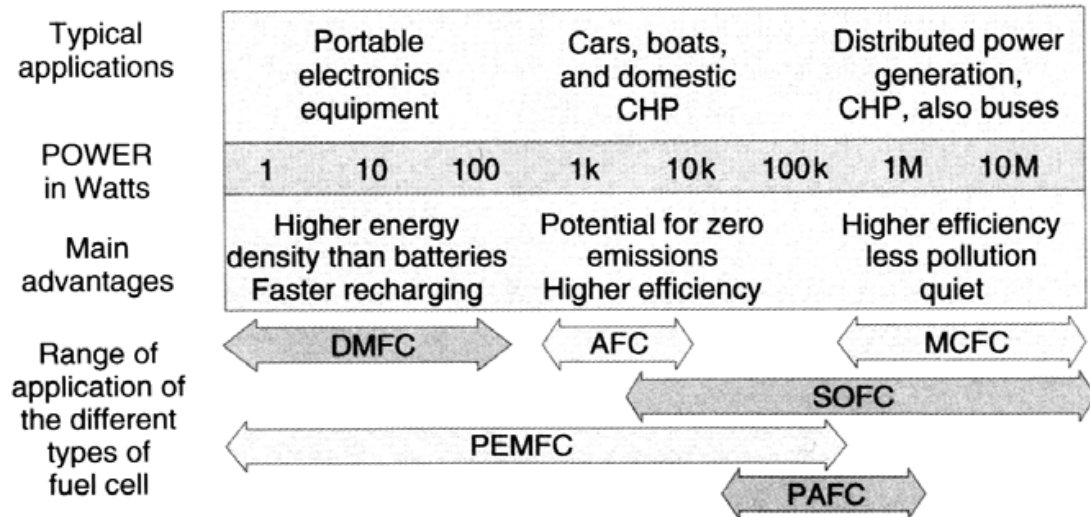 Typical
applications
Portable
electronics
equipment
Cars, boats,
and domestic
CHP
Distributed power
generation,
CHP, also buses
POWER
in Watts
1 10 100 1k 10k 100k 1M 10M
Main
advantages
Higher energy
density than batteries
Faster recharging
Potential for zero
emissions
Higher efficiency
Higher efficiency
less pollution
quiet
Range of
application of
the different
types of
fuel cell
DMFC AFC MCFC
SOFC
PEMFC
PAFC